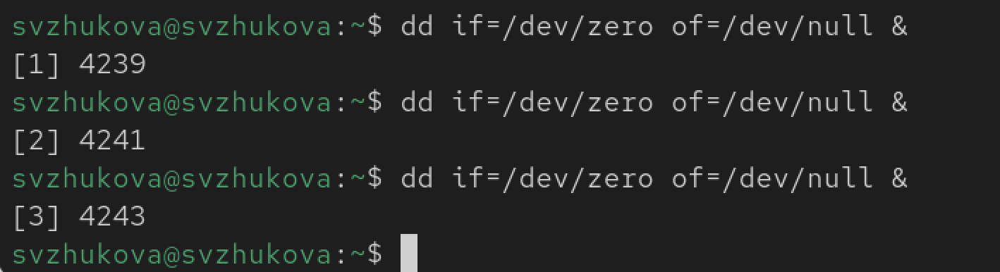 svzhukova@svzhukova:~$ dd if=/dev/zero of=/dev/null &
[1] 4239
svzhukova@svzhukova:~$ dd if=/dev/zero of=/dev/null &
[2] 4241
svzhukova@svzhukova:~$ dd if=/dev/zero of=/dev/null &
[3] 4243
svzhukova@svzhukova:~$